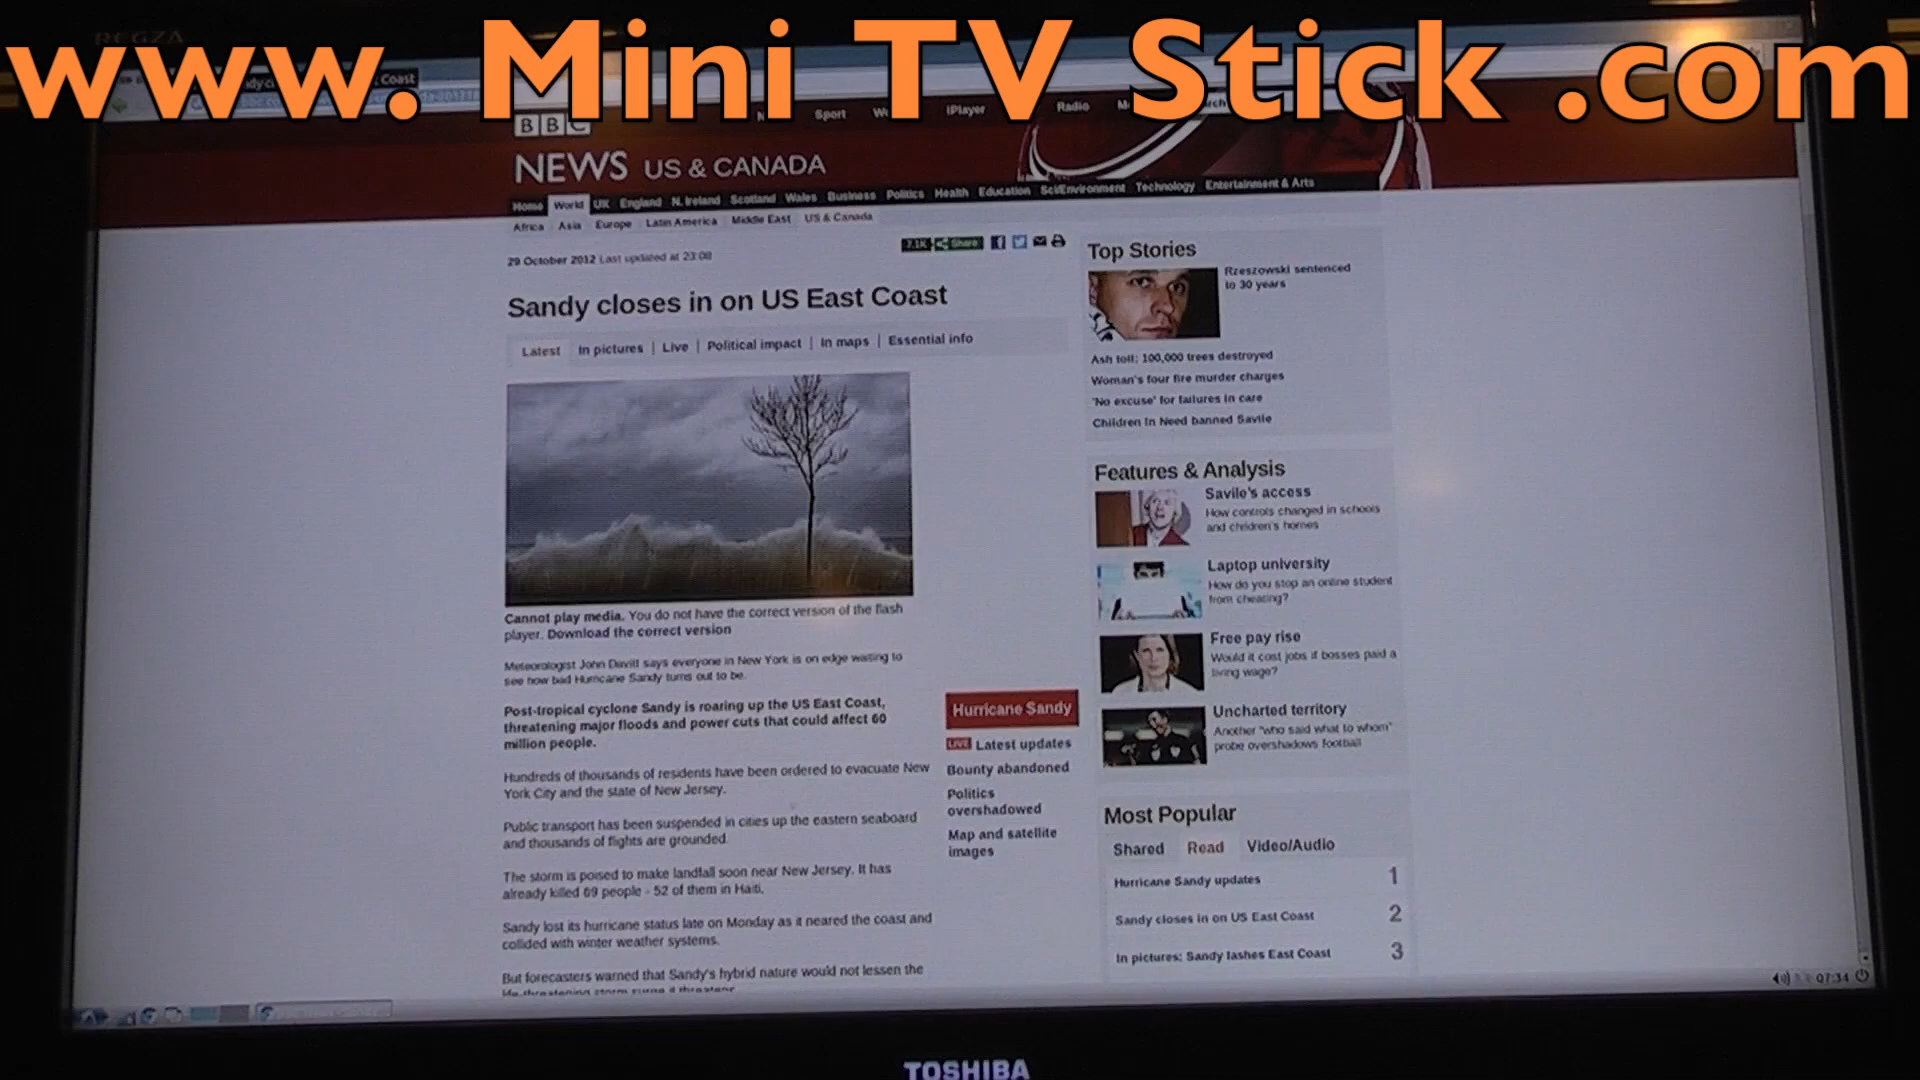 REGZA
www. Mini TV Stick .com
Coast
BBC
Sport
iPlayer
Radio
NEWS US & CANADA
Home World UK England N. Ireland Scotland Wales Business Politics Health Education Sci/Environment Technology Entertainment & Arts
Africa Asia Europe Latin America Middle East US & Canada
7.1K Share
29 October 2012 Last updated at 23:08
Sandy closes in on US East Coast
Latest In pictures | Live | Political impact | In maps | Essential info
Cannot play media. You do not have the correct version of the flash
player. Download the correct version
Meteorologist John Davitt says everyone in New York is on edge waiting to
see how bad Hurricane Sandy turns out to be.
Post-tropical cyclone Sandy is roaring up the US East Coast,
threatening major floods and power cuts that could affect 60
million people.
Hundreds of thousands of residents have been ordered to evacuate New
York City and the state of New Jersey.
Public transport has been suspended in cities up the eastern seaboard
and thousands of flights are grounded.
The storm is poised to make landfall soon near New Jersey. It has
already killed 69 people - 52 of them in Haiti.
Sandy lost its hurricane status late on Monday as it neared the coast and
collided with winter weather systems.
But forecasters warned that Sandy's hybrid nature would not lessen the
Hurricane Sandy
LIVE Latest updates
Bounty abandoned
Politics
overshadowed
Map and satellite
images
Top Stories
Rzeszowski sentenced
to 30 years
Ash toll: 100,000 trees destroyed
Woman's four fire murder charges
'No excuse' for failures in care
Children In Need banned Savile
Features & Analysis
Savile's access
How controls changed in schools
and children's homes
Laptop university
How do you stop an online student
from cheating?
Free pay rise
Would it cost jobs if bosses paid a
living wage?
Uncharted territory
Another "who said what to whom"
probe overshadows football
Most Popular
Shared Read Video/Audio
Hurricane Sandy updates 1
Sandy closes in on US East Coast 2
In pictures: Sandy lashes East Coast 3
07:34
TOSHIBA